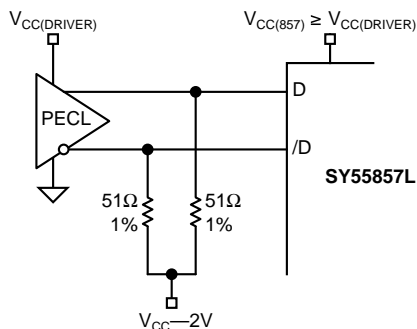 VCC(DRIVER)
VCC(857) ≥ VCC(DRIVER)
PECL
D
/D
SY55857L
51Ω
1%
51Ω
1%
VCC—2V